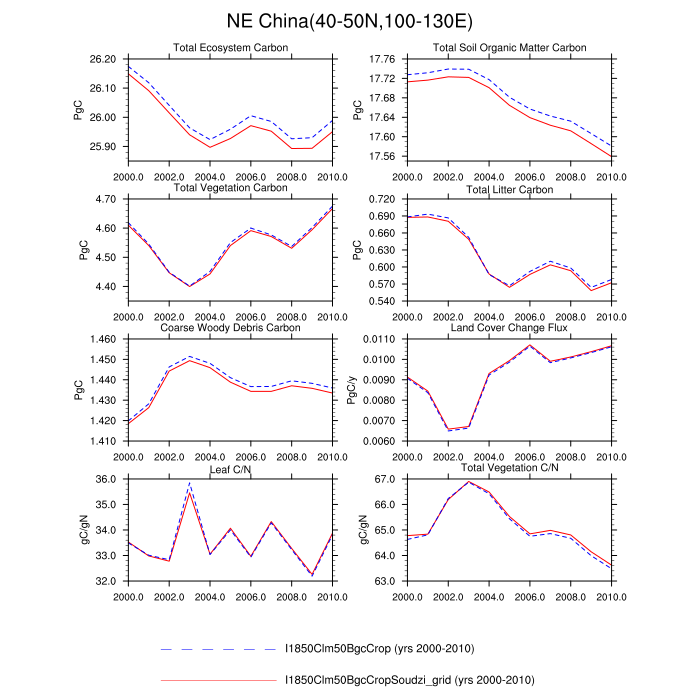 NE China(40-50N,100-130E)
Total Ecosystem Carbon
26.20
26.10
26.00
25.90
PgC
2000.0 2002.0 2004.0 2006.0 2008.0 2010.0
Total Soil Organic Matter Carbon
17.76
17.72
17.68
17.64
17.60
17.56
PgC
2000.0 2002.0 2004.0 2006.0 2008.0 2010.0
Total Vegetation Carbon
4.70
4.60
4.50
4.40
PgC
2000.0 2002.0 2004.0 2006.0 2008.0 2010.0
Total Litter Carbon
0.720
0.690
0.660
0.630
0.600
0.570
0.540
PgC
2000.0 2002.0 2004.0 2006.0 2008.0 2010.0
Coarse Woody Debris Carbon
1.460
1.450
1.440
1.430
1.420
1.410
PgC
2000.0 2002.0 2004.0 2006.0 2008.0 2010.0
Land Cover Change Flux
0.0110
0.0100
0.0090
0.0080
0.0070
0.0060
PgC/y
2000.0 2002.0 2004.0 2006.0 2008.0 2010.0
Leaf C/N
36.0
35.0
34.0
33.0
32.0
gC/gN
2000.0 2002.0 2004.0 2006.0 2008.0 2010.0
Total Vegetation C/N
67.0
66.0
65.0
64.0
63.0
gC/gN
2000.0 2002.0 2004.0 2006.0 2008.0 2010.0
I1850Clm50BgcCrop (yrs 2000-2010)
I1850Clm50BgcCropSoudzi_grid (yrs 2000-2010)